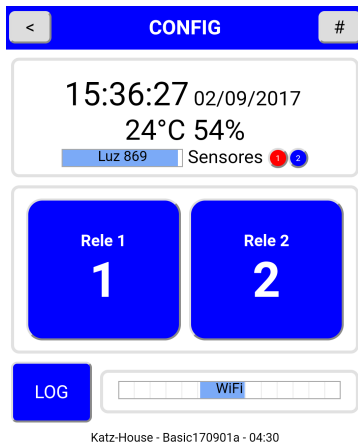 < CONFIG #
15:36:27 02/09/2017
24°C 54%
Luz 869 Sensores 1 2
Rele 1 Rele 2
1 2
LOG WiFi
Katz-House - Basic170901a - 04:30